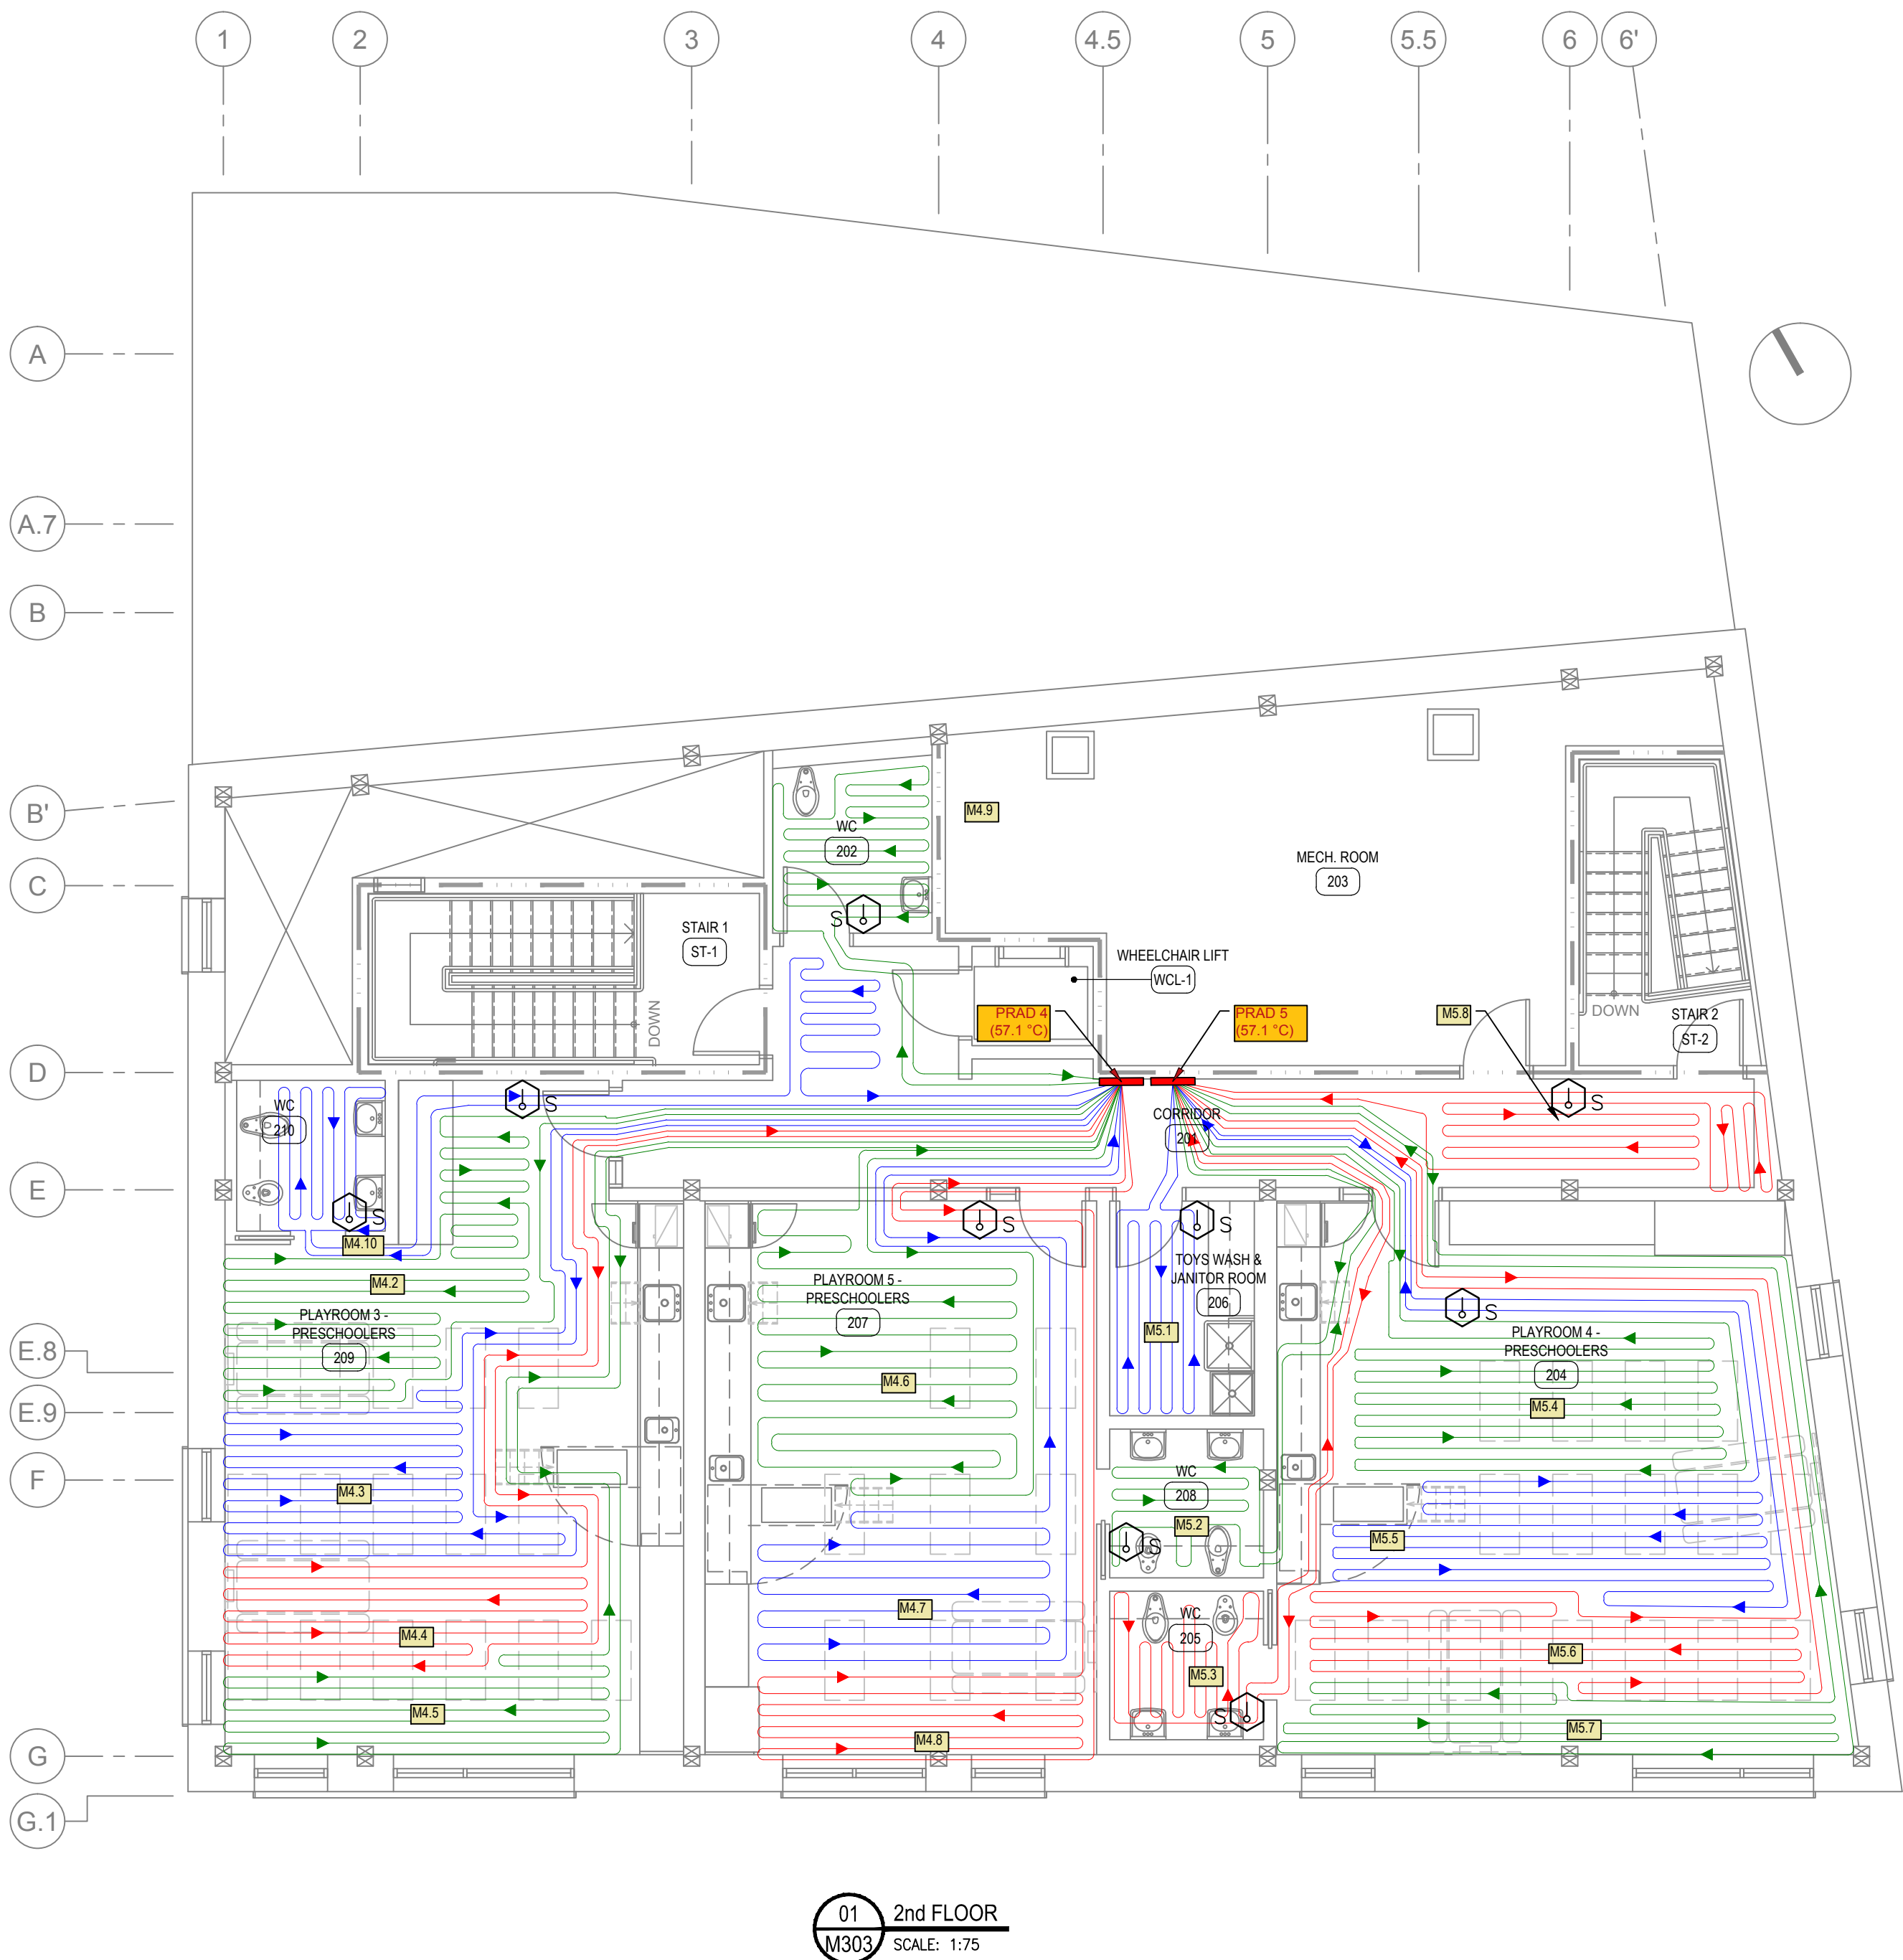 1
2
3
4
4.5
5
5.5
6
6'
A
A.7
B
B'
C
D
E
E.8
E.9
F
G
G.1
WC
202
M4.9
MECH. ROOM
203
STAIR 1
ST-1
DOWN
S
WHEELCHAIR LIFT
WCL-1
PRAD 4
(57.1 °C)
PRAD 5
(57.1 °C)
M5.8
DOWN
STAIR 2
ST-2
S
S
WC
210
CORRIDOR
201
S
M4.10
M4.2
PLAYROOM 3 -
PRESCHOOLERS
209
S
PLAYROOM 5 -
PRESCHOOLERS
207
S
TOYS WASH &
JANITOR ROOM
206
M5.1
S
PLAYROOM 4 -
PRESCHOOLERS
204
M4.6
M5.4
M4.3
WC
208
M5.2
S
M5.5
M4.7
M4.4
WC
205
M5.3
S
M5.6
M4.5
M4.8
M5.7
01
M303
2nd FLOOR
SCALE: 1:75